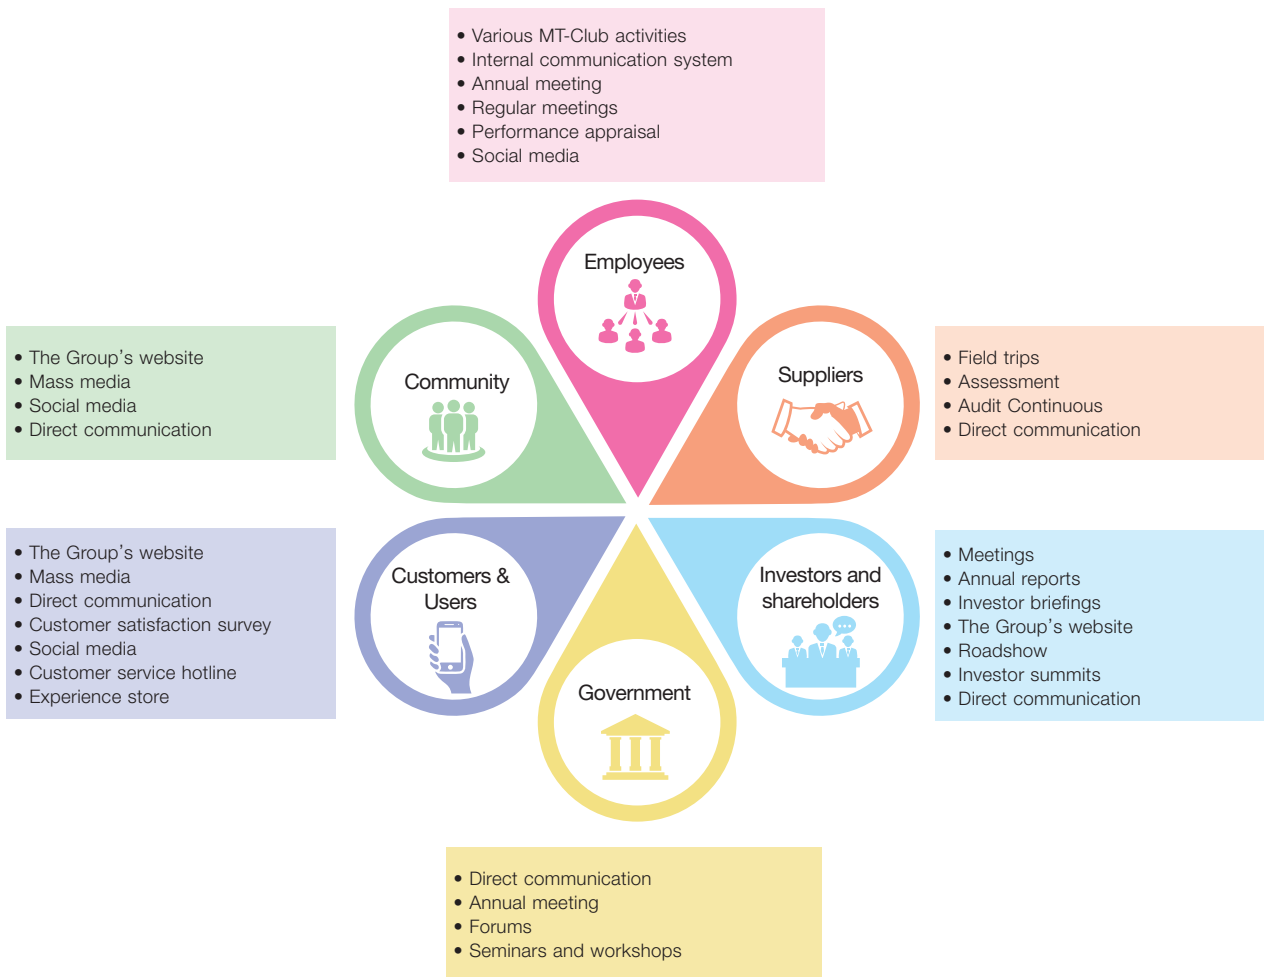 • Various MT-Club activities
• Internal communication system
• Annual meeting
• Regular meetings
• Performance appraisal
• Social media
Employees
Community
• The Group's website
• Mass media
• Social media
• Direct communication
Suppliers
• Field trips
• Assessment
• Audit Continuous
• Direct communication
• The Group's website
• Mass media
• Direct communication
• Customer satisfaction survey
• Social media
• Customer service hotline
• Experience store
Customers &
Users
Investors and
shareholders
• Meetings
• Annual reports
• Investor briefings
• The Group's website
• Roadshow
• Investor summits
• Direct communication
Government
• Direct communication
• Annual meeting
• Forums
• Seminars and workshops